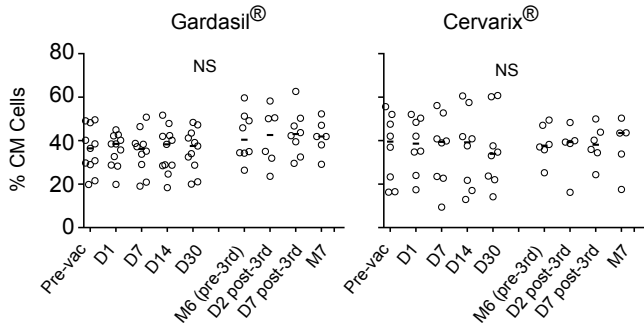 Gardasil®
Cervarix®
% CM Cells
80
60
40
20
0
NS
NS
Pre-vac
D1
D7
D14
D30
M6 (pre-3rd)
D2 post-3rd
D7 post-3rd
M7
Pre-vac
D1
D7
D14
D30
M6 (pre-3rd)
D2 post-3rd
D7 post-3rd
M7